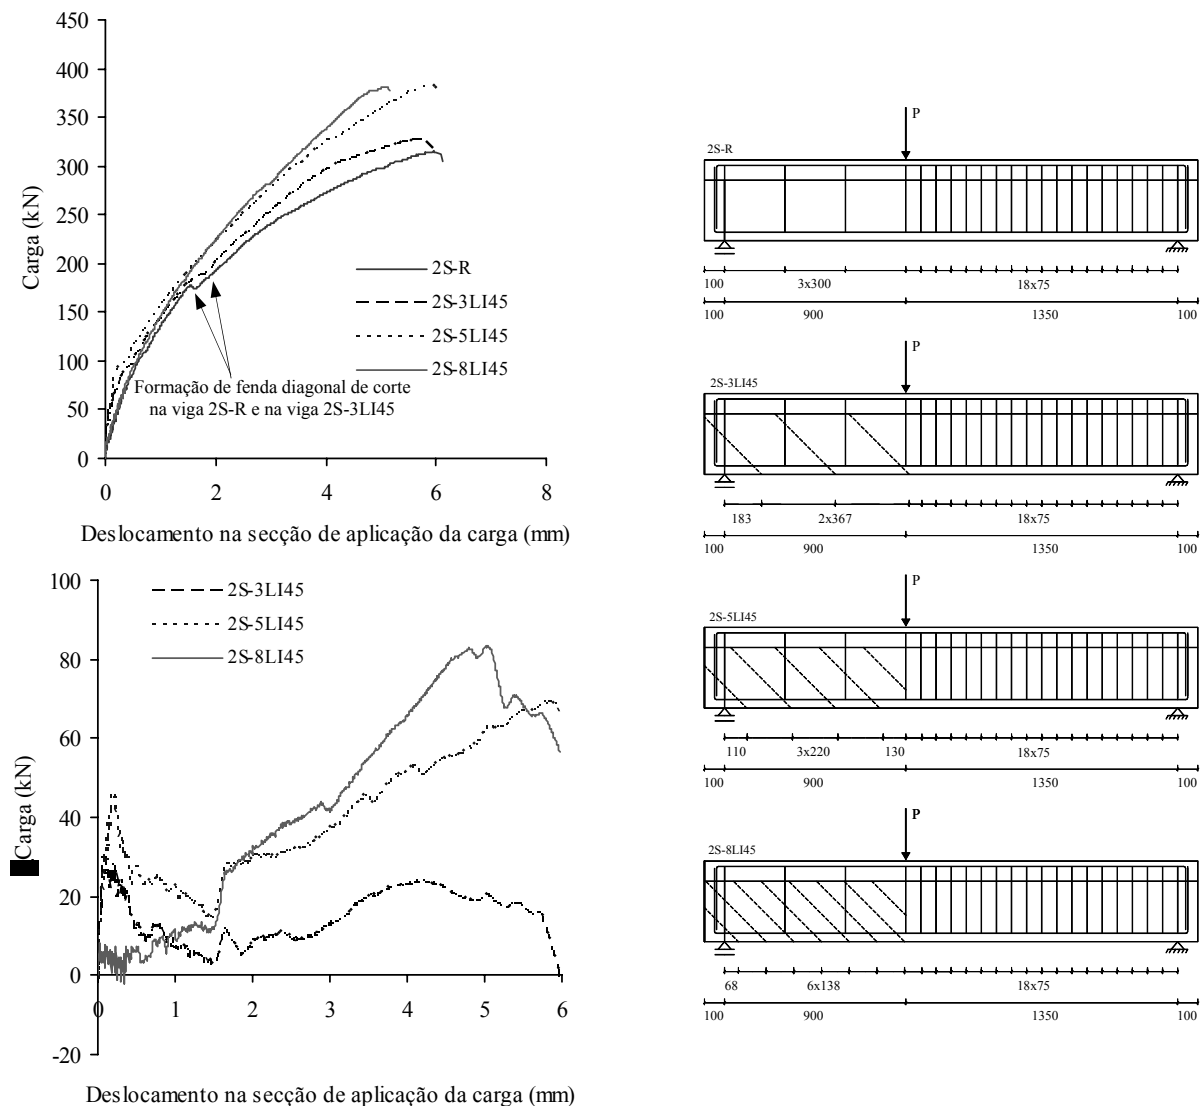 450
400
350
300
250
200
150
100
50
0
Carga (kN)
2S-R
2S-3LI45
2S-5LI45
2S-8LI45
Formação de fenda diagonal de corte
na viga 2S-R e na viga 2S-3LI45
0 2 4 6 8
Deslocamento na secção de aplicação da carga (mm)
100
80
60
40
20
0
-20
Carga (kN)
2S-3LI45
2S-5LI45
2S-8LI45
0 1 2 3 4 5 6
Deslocamento na secção de aplicação da carga (mm)
P
2S-R
100 3x300 18x75
100 900 1350 100
P
2S-3LI45
183 2x367 18x75
100 900 1350 100
P
2S-5LI45
110 3x220 130 18x75
100 900 1350 100
P
2S-8LI45
68 6x138 18x75
100 900 1350 100